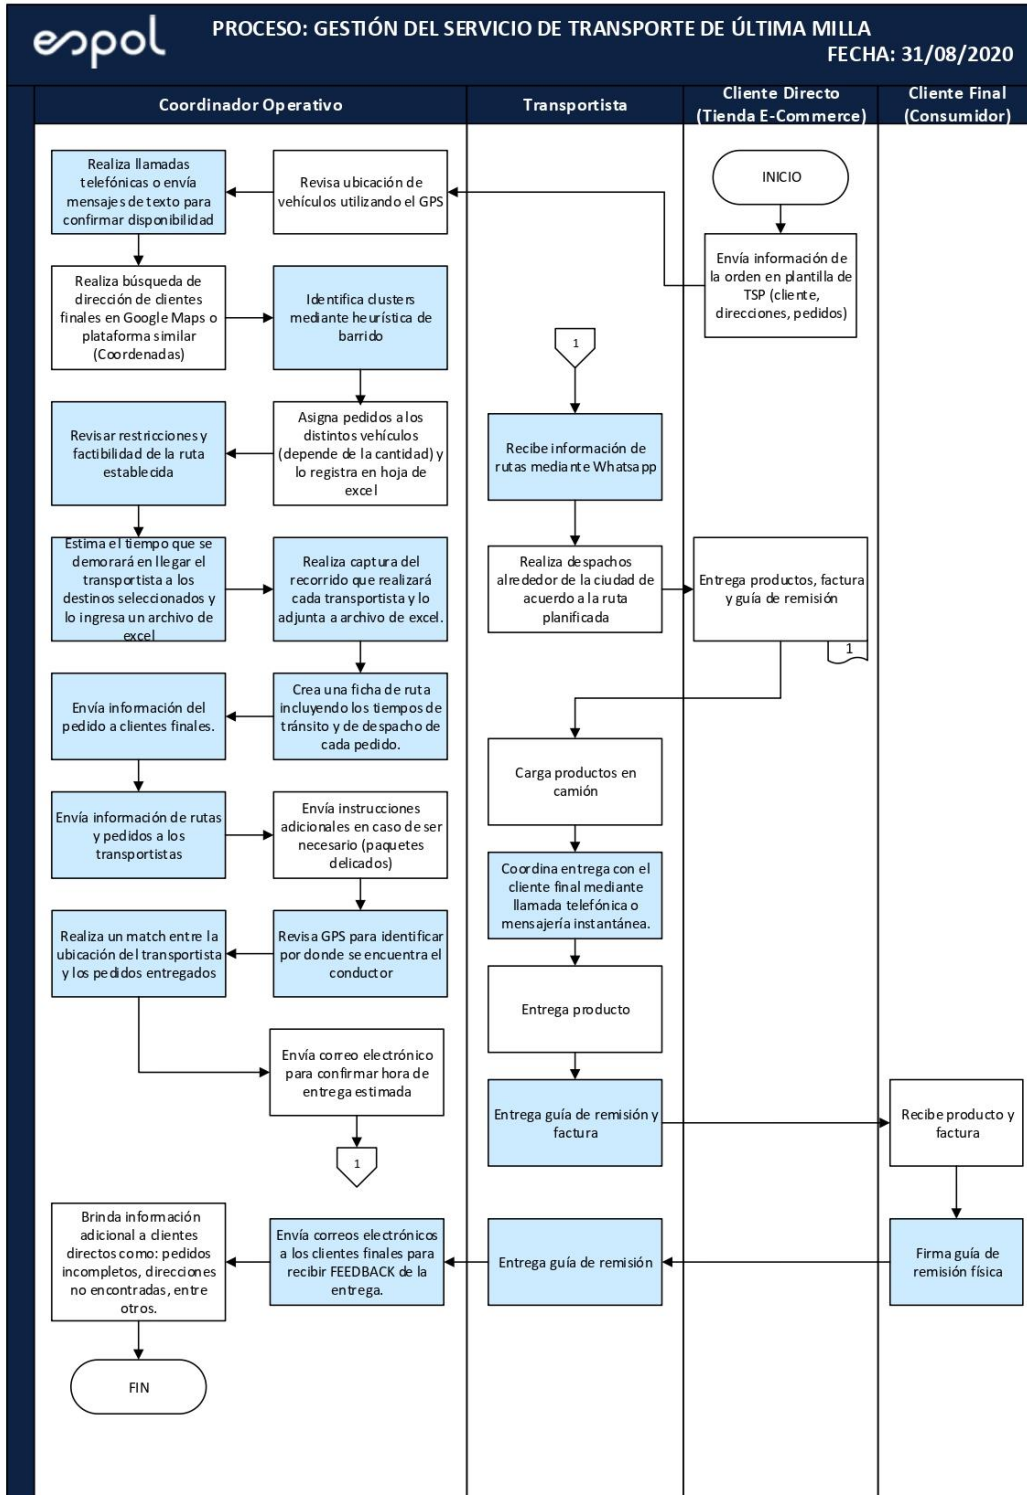 espol
PROCESO: GESTIÓN DEL SERVICIO DE TRANSPORTE DE ÚLTIMA MILLA
FECHA: 31/08/2020
Coordinador Operativo
Transportista
Cliente Directo
(Tienda E-Commerce)
Cliente Final
(Consumidor)
INICIO
Envía información de
la orden en plantilla de
TSP (cliente,
direcciones, pedidos)
Revisa ubicación de
vehículos utilizando el GPS
Realiza llamadas
telefónicas o envía
mensajes de texto para
confirmar disponibilidad
Realiza búsqueda de
dirección de clientes
finales en Google Maps o
plataforma similar
(Coordenadas)
Identifica clusters
mediante heurística de
barrido
Asigna pedidos a los
distintos vehículos
(depende de la cantidad) y
lo registra en hoja de
excel
Revisar restricciones y
factibilidad de la ruta
establecida
Estima el tiempo que se
demorará en llegar el
transportista a los
destinos seleccionados y
lo ingresa un archivo de
excel
Realiza captura del
recorrido que realizará
cada transportista y lo
adjunta a archivo de excel.
Crea una ficha de ruta
incluyendo los tiempos de
tránsito y de despacho de
cada pedido.
Envía información del
pedido a clientes finales.
Envía información de rutas
y pedidos a los
transportistas
Envía instrucciones
adicionales en caso de ser
necesario (paquetes
delicados)
Revisa GPS para identificar
por donde se encuentra el
conductor
Realiza un match entre la
ubicación del transportista
y los pedidos entregados
Envía correo electrónico
para confirmar hora de
entrega estimada
1
1
Recibe información de
rutas mediante Whatsapp
Realiza despachos
alrededor de la ciudad de
acuerdo a la ruta
planificada
Entrega productos, factura
y guía de remisión
1
Carga productos en
camión
Coordina entrega con el
cliente final mediante
llamada telefónica o
mensajería instantánea.
Entrega producto
Entrega guía de remisión y
factura
Recibe producto y
factura
Firma guía de
remisión física
Entrega guía de remisión
Envía correos electrónicos
a los clientes finales para
recibir FEEDBACK de la
entrega.
Brinda información
adicional a clientes
directos como: pedidos
incompletos, direcciones
no encontradas, entre
otros.
FIN